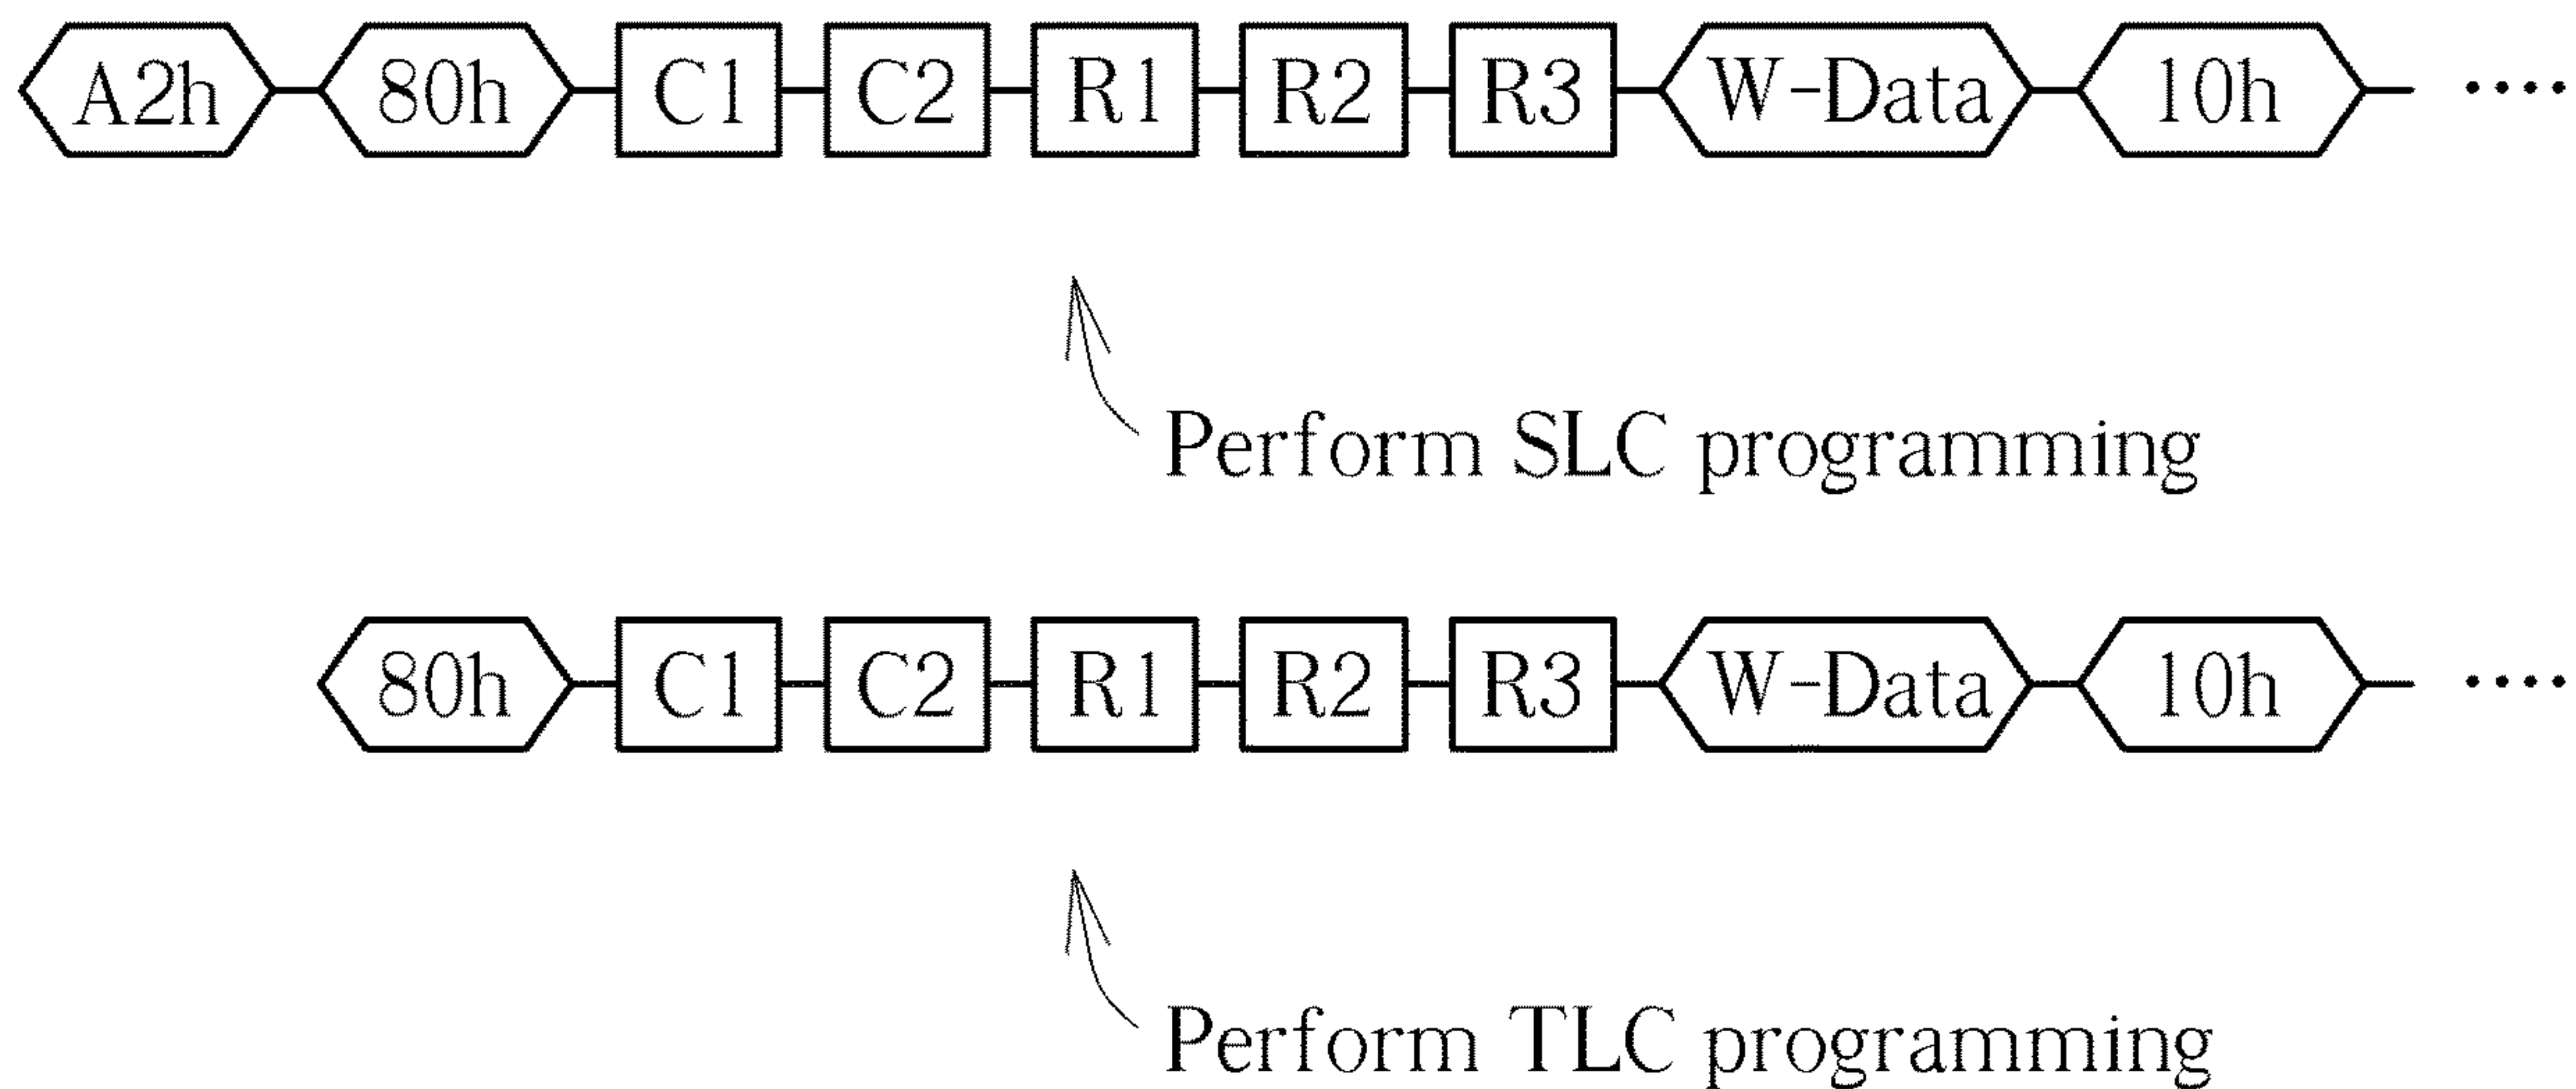 A2h 80h C1 C2 R1 R2 R3 W-Data 10h ····
Perform SLC programming
80h C1 C2 R1 R2 R3 W-Data 10h ····
Perform TLC programming